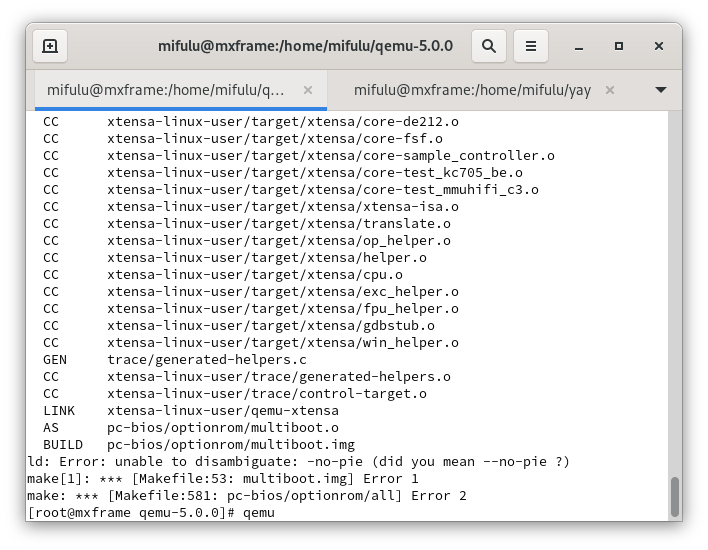 mifulu@mxframe:/home/mifulu/qemu-5.0.0
mifulu@mxframe:/home/mifulu/q... mifulu@mxframe:/home/mifulu/yay
CC xtensa-linux-user/target/xtensa/core-de212.o
CC xtensa-linux-user/target/xtensa/core-fsf.o
CC xtensa-linux-user/target/xtensa/core-sample_controller.o
CC xtensa-linux-user/target/xtensa/core-test_kc705_be.o
CC xtensa-linux-user/target/xtensa/core-test_mmuhifi_c3.o
CC xtensa-linux-user/target/xtensa/xtensa-isa.o
CC xtensa-linux-user/target/xtensa/translate.o
CC xtensa-linux-user/target/xtensa/op_helper.o
CC xtensa-linux-user/target/xtensa/helper.o
CC xtensa-linux-user/target/xtensa/cpu.o
CC xtensa-linux-user/target/xtensa/exc_helper.o
CC xtensa-linux-user/target/xtensa/fpu_helper.o
CC xtensa-linux-user/target/xtensa/gdbstub.o
CC xtensa-linux-user/target/xtensa/win_helper.o
GEN trace/generated-helpers.c
CC xtensa-linux-user/trace/generated-helpers.o
CC xtensa-linux-user/trace/control-target.o
LINK xtensa-linux-user/qemu-xtensa
AS pc-bios/optionrom/multiboot.o
BUILD pc-bios/optionrom/multiboot.img
ld: Error: unable to disambiguate: -no-pie (did you mean --no-pie ?)
make[1]: *** [Makefile:53: multiboot.img] Error 1
make: *** [Makefile:581: pc-bios/optionrom/all] Error 2
[root@mxframe qemu-5.0.0]# qemu